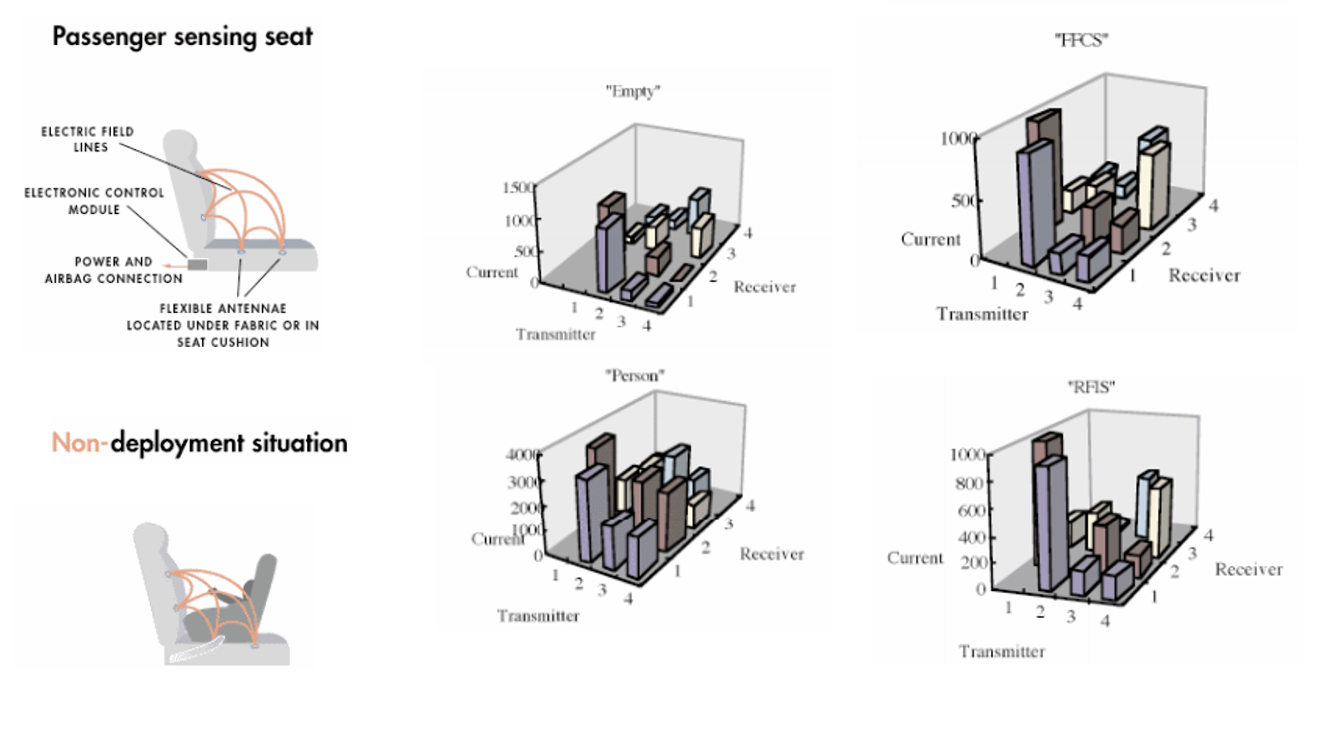 Passenger sensing seat
ELECTRIC FIELD
LINES
ELECTRONIC CONTROL
MODULE
POWER AND
AIRBAG CONNECTION
FLEXIBLE ANTENNAE
LOCATED UNDER FABRIC OR IN
SEAT CUSHION
Non-deployment situation
"Empty"
1500
1000
500
0
Current
1
2
3
4
Transmitter
1
2
3
4
Receiver
"Person"
4000
3000
2000
1000
0
Current
1
2
3
4
Transmitter
1
2
3
4
Receiver
"FFCS"
1000
500
0
Current
1
2
3
4
Transmitter
1
2
3
4
Receiver
"RFIS"
1000
800
600
400
200
0
Current
1
2
3
4
Transmitter
1
2
3
4
Receiver